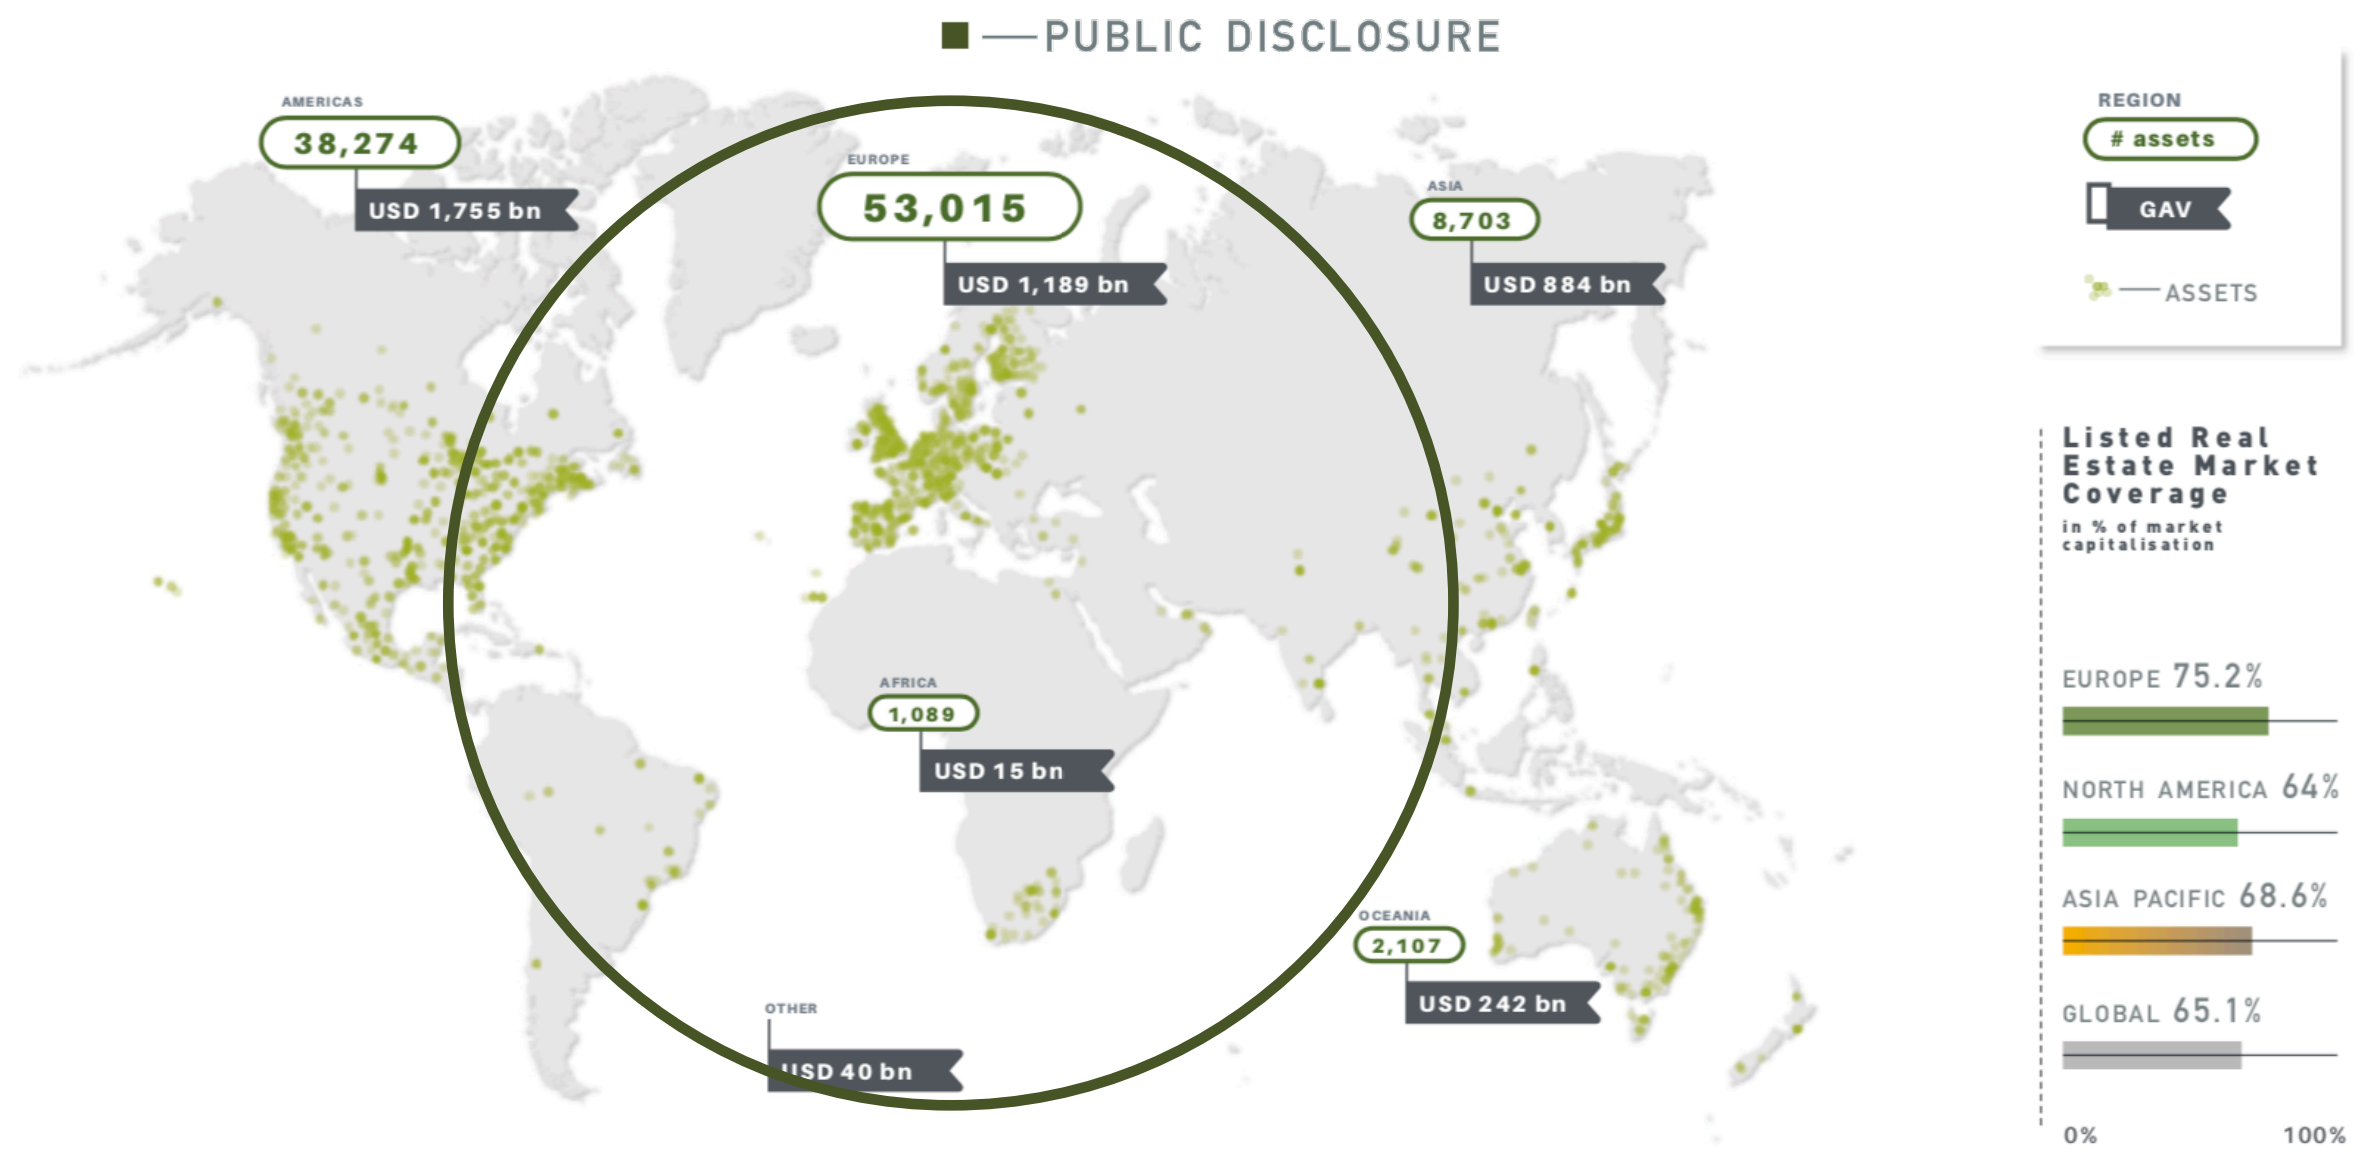 PUBLIC DISCLOSURE
AMERICAS
38,274
USD 1,755 bn
EUROPE
53,015
USD 1,189 bn
ASIA
8,703
USD 884 bn
AFRICA
1,089
USD 15 bn
OCEANIA
2,107
USD 242 bn
OTHER
USD 40 bn
REGION
# assets
GAV
ASSETS
Listed Real
Estate Market
Coverage
in % of market
capitalisation
EUROPE 75.2%
NORTH AMERICA 64%
ASIA PACIFIC 68.6%
GLOBAL 65.1%
0% 100%